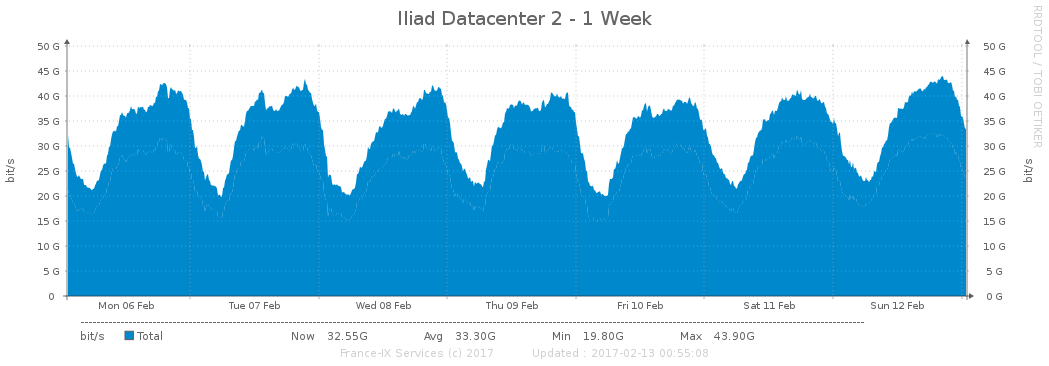 Iliad Datacenter 2 - 1 Week
RRDTOOL / TOBI OETIKER
50 G 50 G
45 G 45 G
40 G 40 G
35 G 35 G
30 G 30 G
25 G 25 G
20 G 20 G
15 G 15 G
10 G 10 G
5 G 5 G
0 0 G
bit/s bit/s
Mon 06 Feb Tue 07 Feb Wed 08 Feb Thu 09 Feb Fri 10 Feb Sat 11 Feb Sun 12 Feb
bit/s Total Now 32.55G Avg 33.30G Min 19.80G Max 43.90G
France-IX Services (c) 2017 Updated : 2017-02-13 00:55:08